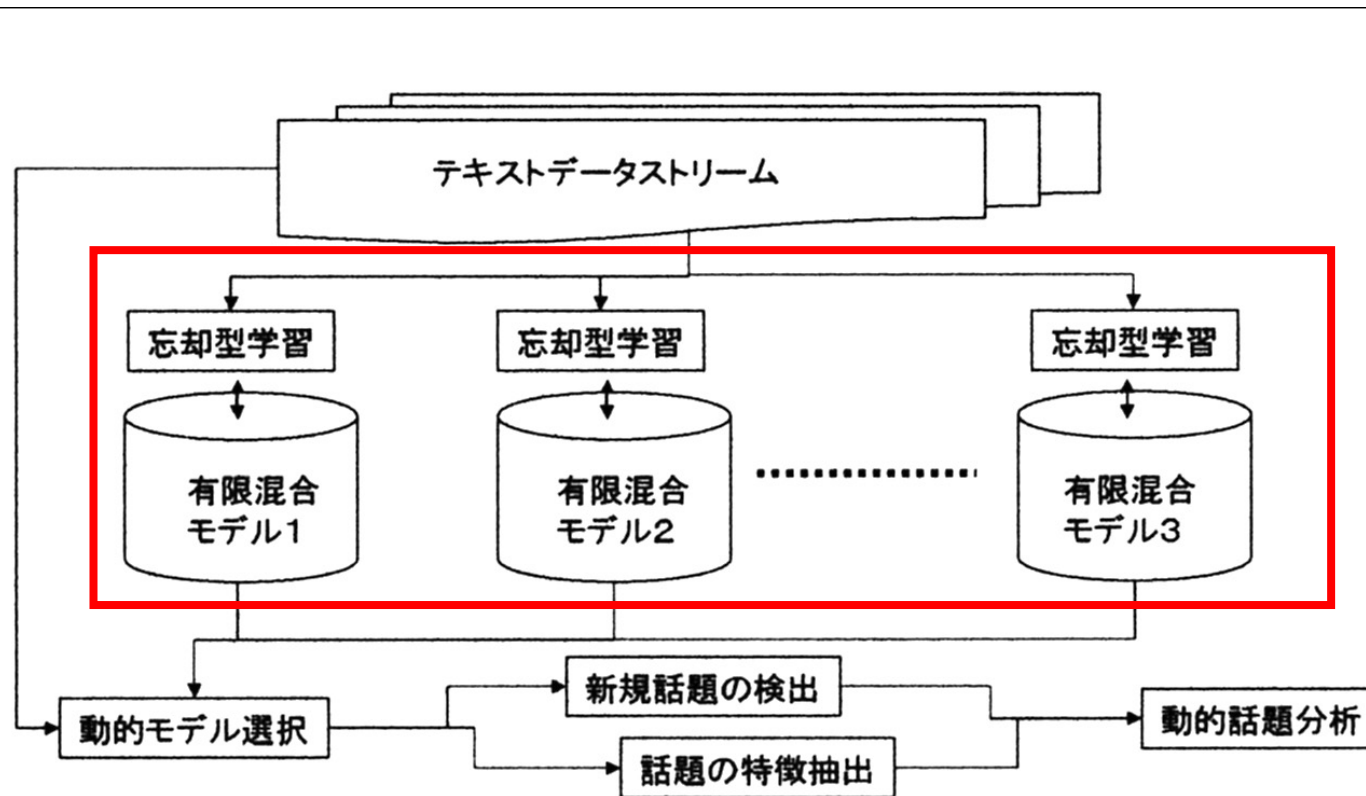 テキストデータストリーム
忘却型学習
忘却型学習
忘却型学習
有限混合
モデル1
有限混合
モデル2
有限混合
モデル3
新規話題の検出
動的モデル選択
動的話題分析
話題の特徴抽出